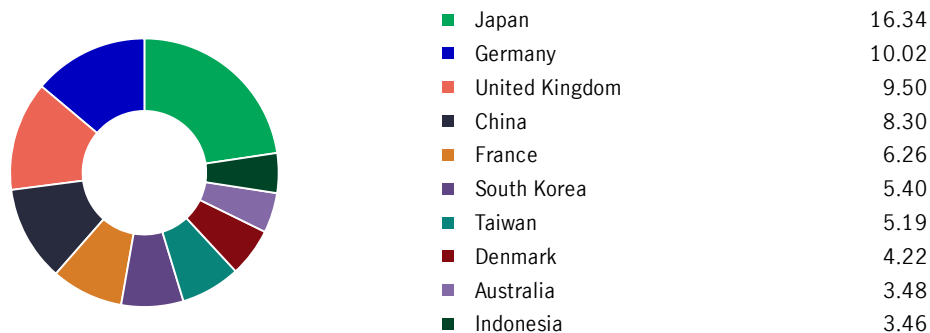 Japan 16.34
Germany 10.02
United Kingdom 9.50
China 8.30
France 6.26
South Korea 5.40
Taiwan 5.19
Denmark 4.22
Australia 3.48
Indonesia 3.46